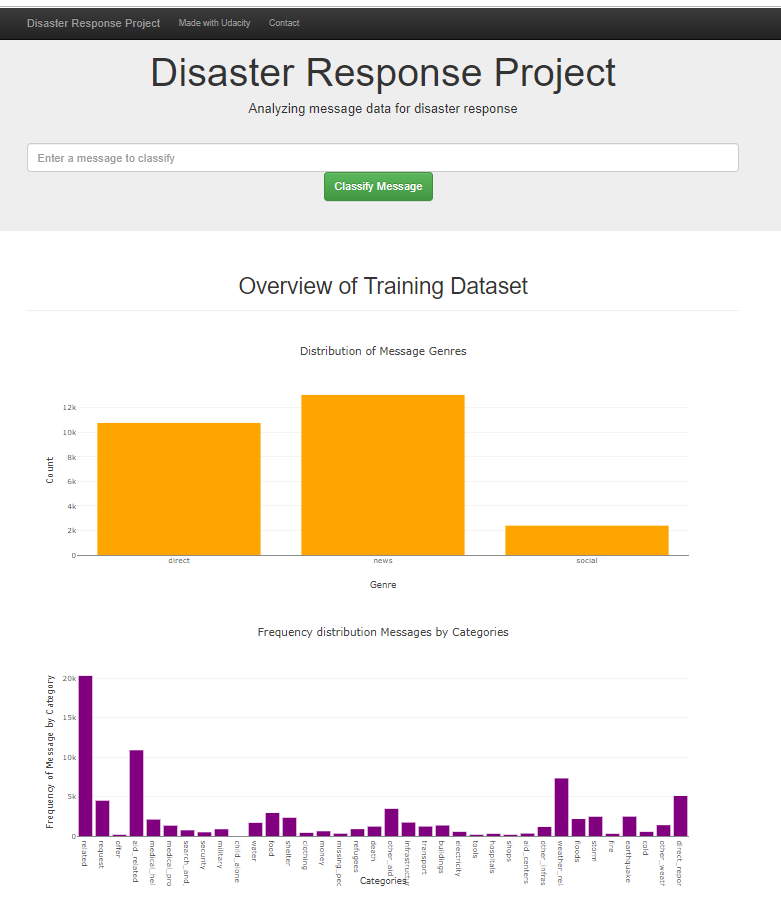 Disaster Response Project Made with Udacity Contact
Disaster Response Project
Analyzing message data for disaster response
Enter a message to classify
Classify Message
Overview of Training Dataset
Distribution of Message Genres
12k
10k
8k
6k
4k
2k
0
Count
direct news social
Genre
Frequency distribution Messages by Categories
20k
15k
10k
5k
0
Frequency of Message by Category
related
request
offer
aid_related
medical_hel
medical_pro
search_and
security
military
child_alone
water
food
shelter
clothing
money
missing_pec
refugees
death
other_aid
infrastructur
transport
buildings
electricity
tools
hospitals
shops
aid_centers
other_infras
weather_rel
floods
storm
fire
earthquake
cold
other_weath
direct_repor
Categories